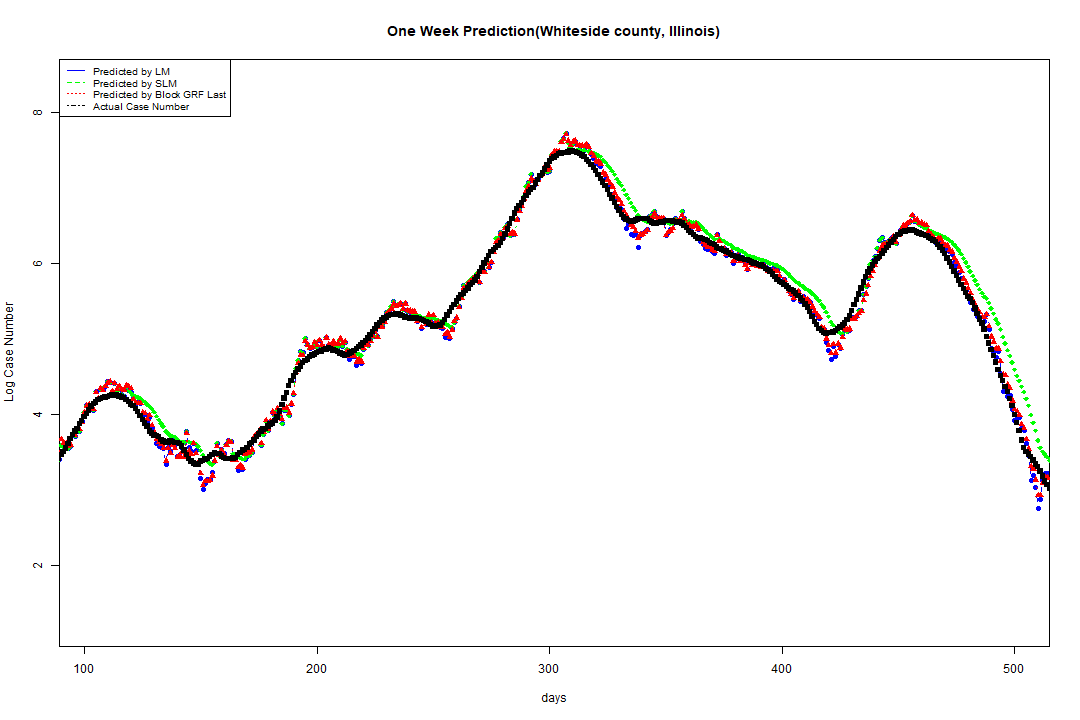 One Week Prediction(Whiteside county, Illinois)
Predicted by LM
Predicted by SLM
Predicted by Block GRF Last
Actual Case Number
8
6
4
2
Log Case Number
100 200 300 400 500
days